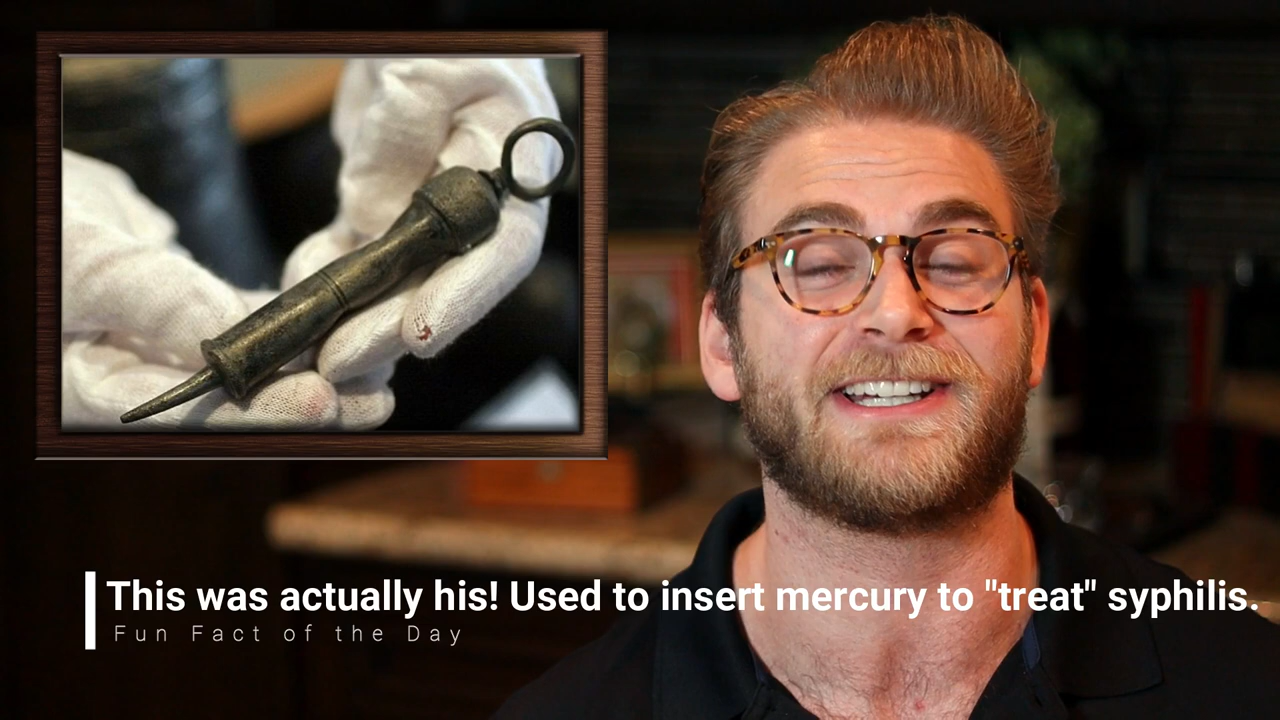 This was actually his! Used to insert mercury to "treat" syphilis.
Fun Fact of the Day